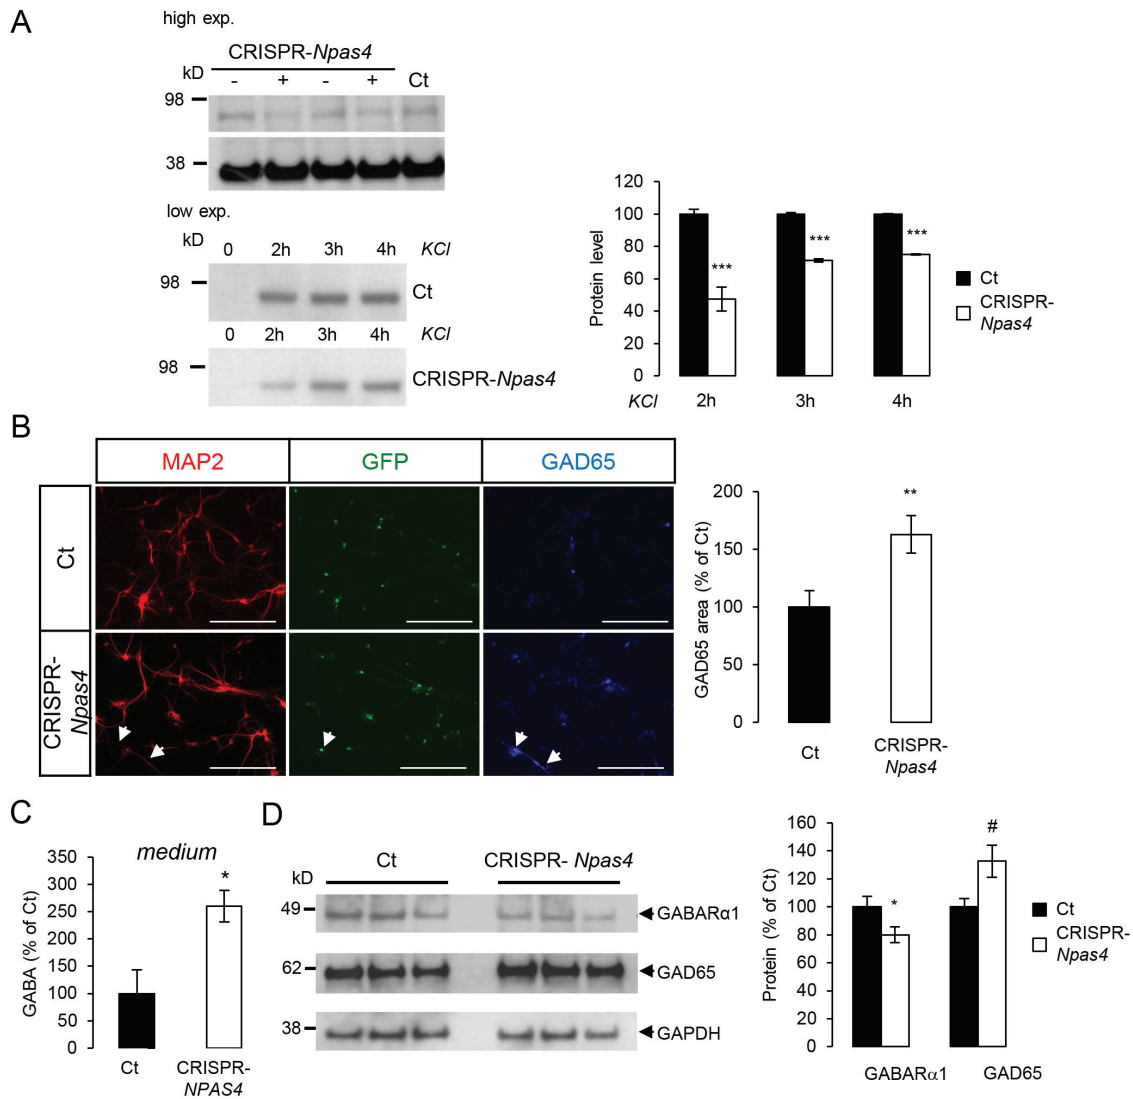 A
high exp.
CRISPR-Npas4
kD
- + - + Ct
98
38
low exp.
kD
0 2h 3h 4h KCl
98
Ct
0 2h 3h 4h KCl
98
CRISPR-Npas4
120
100
80
60
40
20
0
Protein level
***
***
***
KCl 2h 3h 4h
Ct
CRISPR-
Npas4
B
MAP2 GFP GAD65
Ct
CRISPR-
Npas4
200
150
100
50
0
GAD65 area (% of Ct)
**
Ct
CRISPR-
Npas4
C
medium
350
300
250
200
150
100
50
0
GABA (% of Ct)
*
Ct
CRISPR-
NPAS4
D
Ct CRISPR- Npas4
kD
49
GABARα1
62
GAD65
38
GAPDH
160
140
120
100
80
60
40
20
0
Protein (% of Ct)
*
#
GABARα1 GAD65
Ct
CRISPR-
Npas4